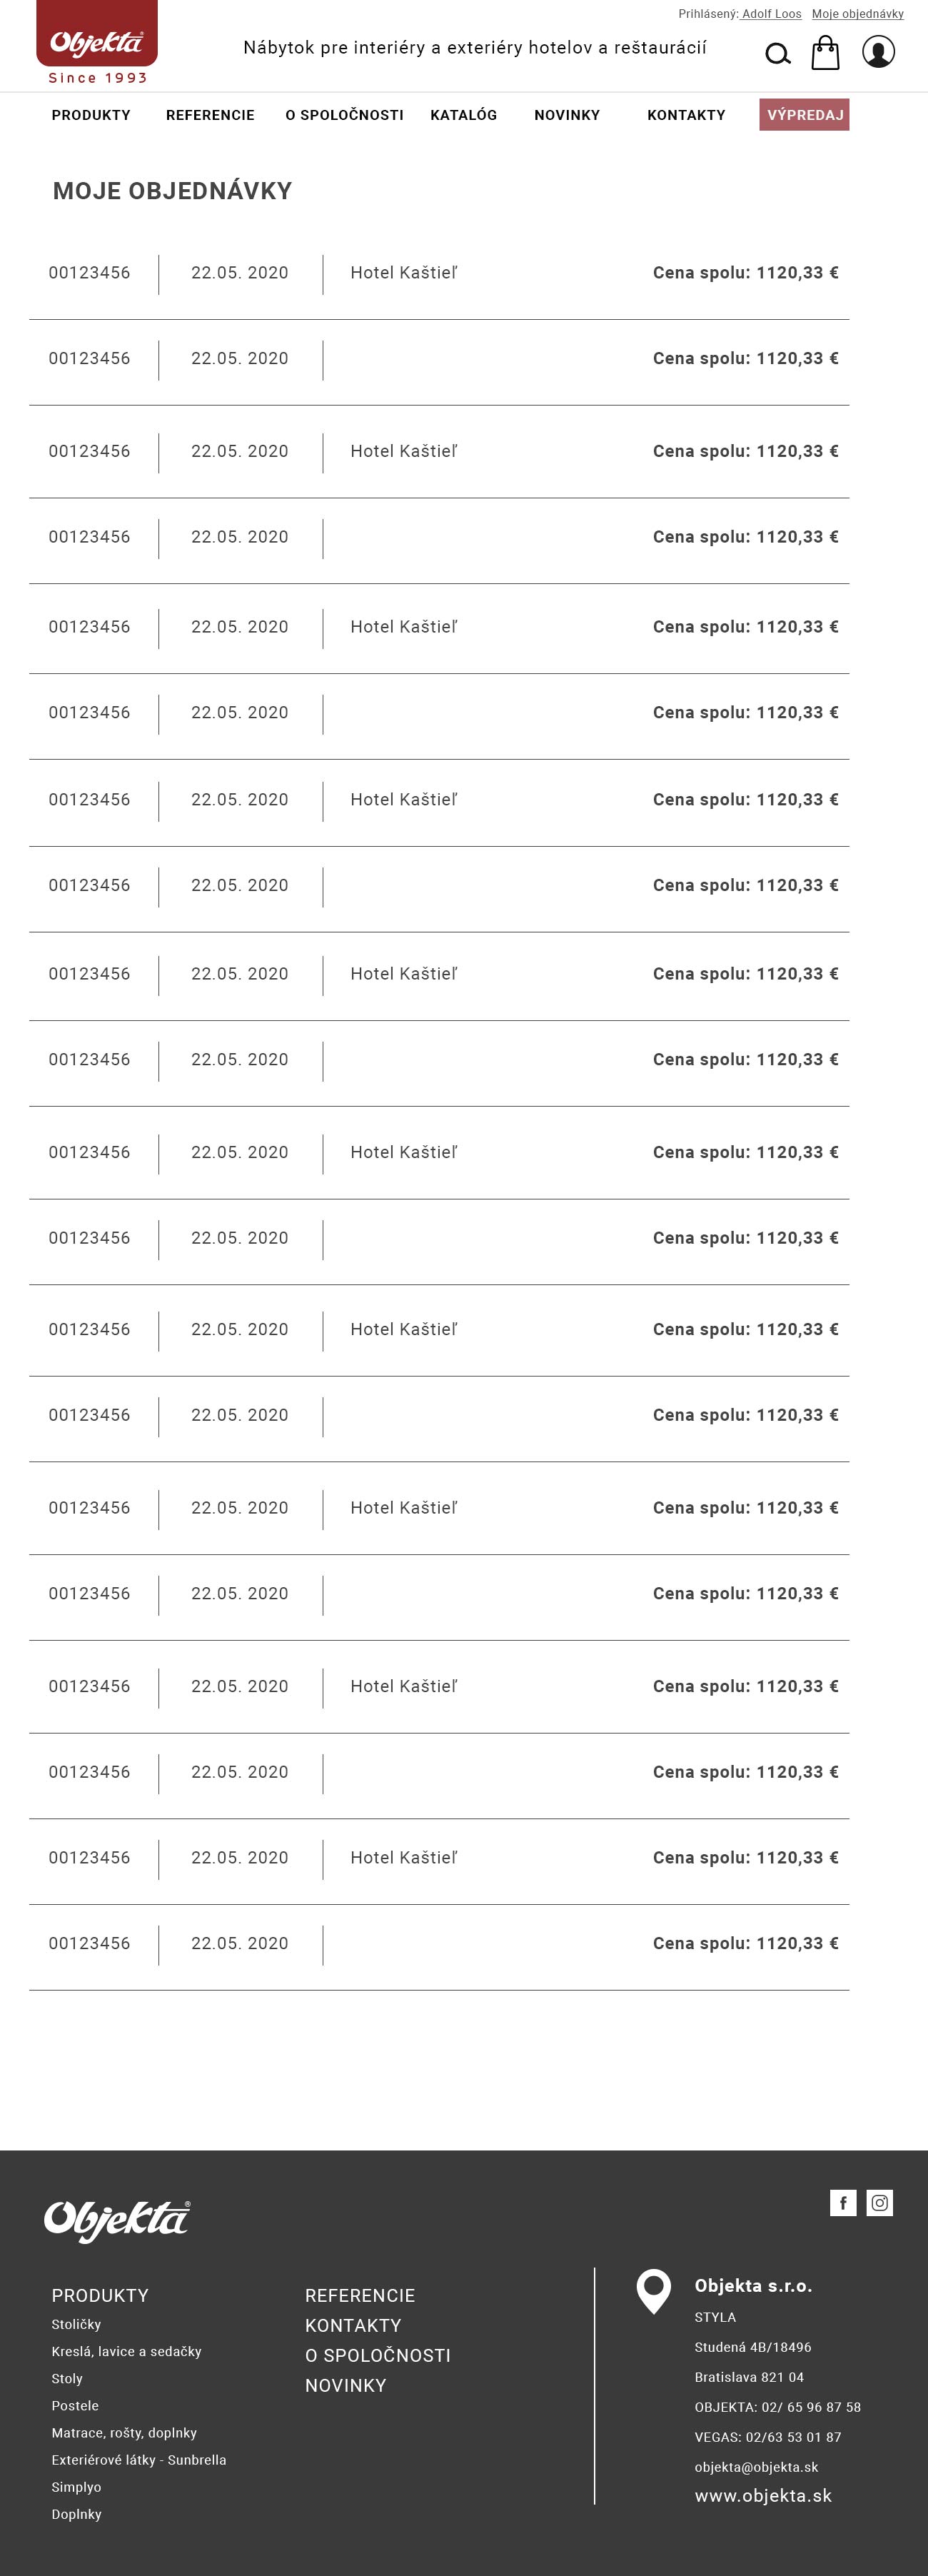 Prihlásený: Adolf Loos Moje objednávky
Objekta®
Since 1993
Nábytok pre interiéry a exteriéry hotelov a reštaurácií
PRODUKTY REFERENCIE O SPOLOČNOSTI KATALÓG NOVINKY KONTAKTY VÝPREDAJ
MOJE OBJEDNÁVKY
00123456 22.05. 2020 Hotel Kaštieľ Cena spolu: 1120,33 €
00123456 22.05. 2020 Cena spolu: 1120,33 €
00123456 22.05. 2020 Hotel Kaštieľ Cena spolu: 1120,33 €
00123456 22.05. 2020 Cena spolu: 1120,33 €
00123456 22.05. 2020 Hotel Kaštieľ Cena spolu: 1120,33 €
00123456 22.05. 2020 Cena spolu: 1120,33 €
00123456 22.05. 2020 Hotel Kaštieľ Cena spolu: 1120,33 €
00123456 22.05. 2020 Cena spolu: 1120,33 €
00123456 22.05. 2020 Hotel Kaštieľ Cena spolu: 1120,33 €
00123456 22.05. 2020 Cena spolu: 1120,33 €
00123456 22.05. 2020 Hotel Kaštieľ Cena spolu: 1120,33 €
00123456 22.05. 2020 Cena spolu: 1120,33 €
00123456 22.05. 2020 Hotel Kaštieľ Cena spolu: 1120,33 €
00123456 22.05. 2020 Cena spolu: 1120,33 €
00123456 22.05. 2020 Hotel Kaštieľ Cena spolu: 1120,33 €
00123456 22.05. 2020 Cena spolu: 1120,33 €
00123456 22.05. 2020 Hotel Kaštieľ Cena spolu: 1120,33 €
00123456 22.05. 2020 Cena spolu: 1120,33 €
00123456 22.05. 2020 Hotel Kaštieľ Cena spolu: 1120,33 €
00123456 22.05. 2020 Cena spolu: 1120,33 €
Objekta®
PRODUKTY
Stoličky
Kreslá, lavice a sedačky
Stoly
Postele
Matrace, rošty, doplnky
Exteriérové látky - Sunbrella
Simplyo
Doplnky
REFERENCIE
KONTAKTY
O SPOLOČNOSTI
NOVINKY
Objekta s.r.o.
STYLA
Studená 4B/18496
Bratislava 821 04
OBJEKTA: 02/ 65 96 87 58
VEGAS: 02/63 53 01 87
objekta@objekta.sk
www.objekta.sk